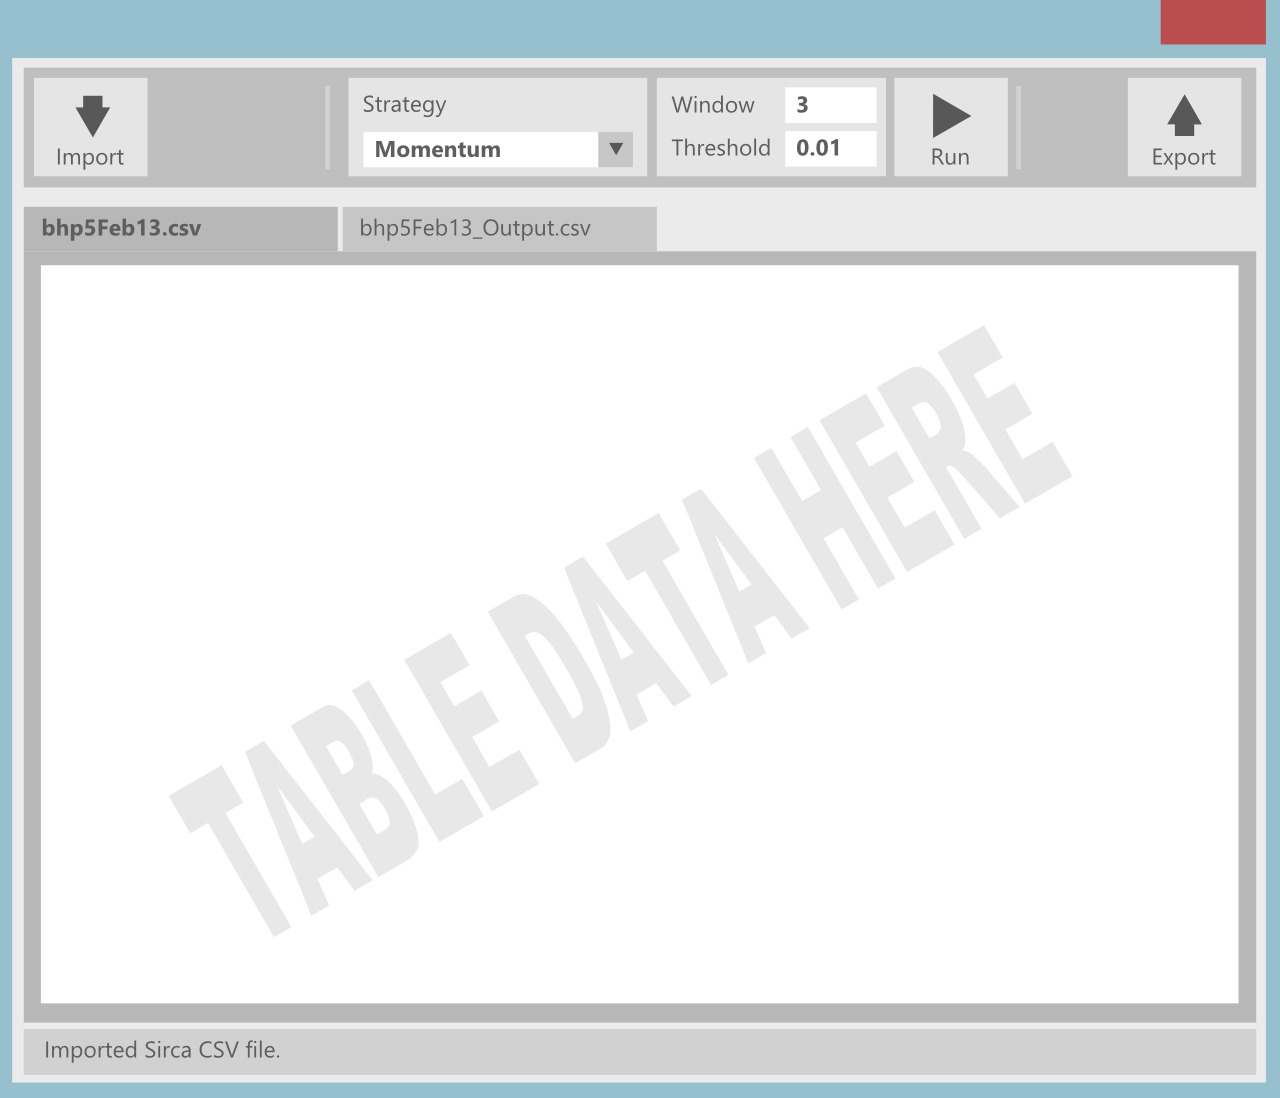 Import
Strategy
Momentum
Window 3
Threshold 0.01
Run
Export
bhp5Feb13.csv
bhp5Feb13_Output.csv
TABLE DATA HERE
Imported Sirca CSV file.